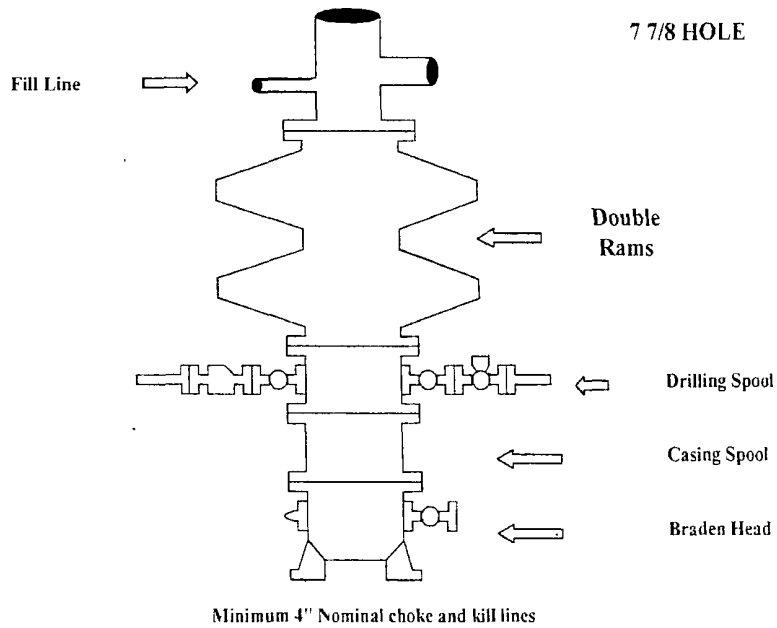 7 7/8 HOLE
Fill Line
Double
Rams
Drilling Spool
Casing Spool
Braden Head
Minimum 4" Nominal choke and kill lines